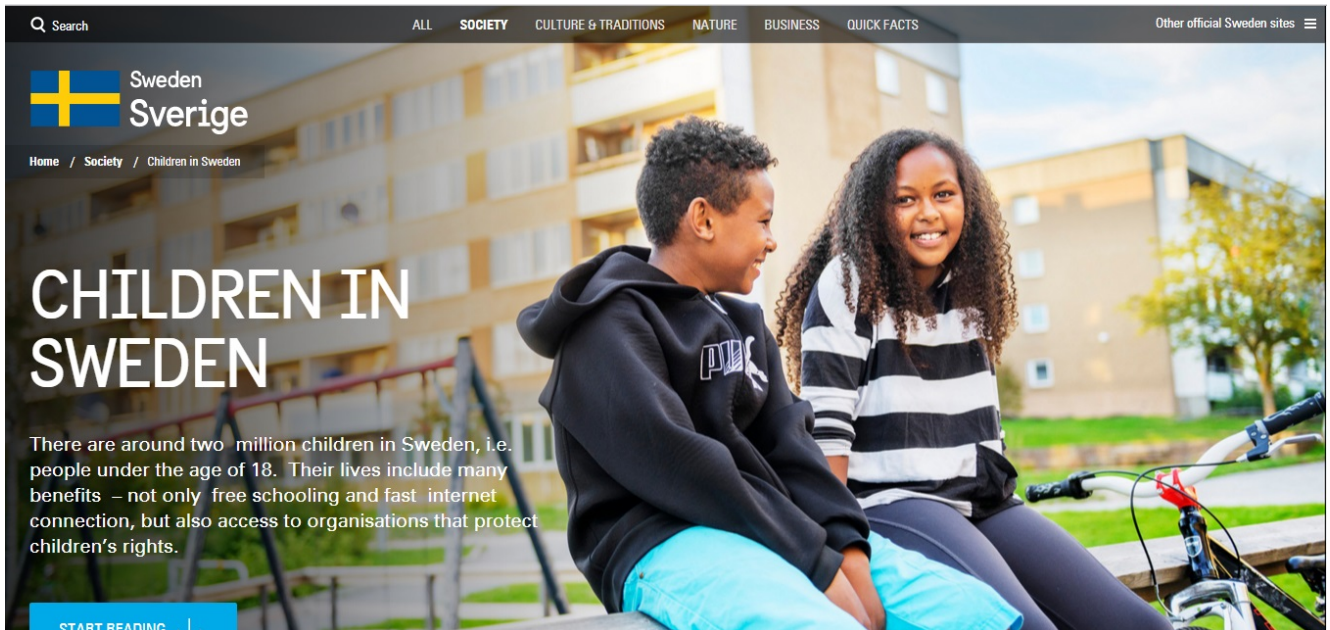 Search
ALL SOCIETY CULTURE & TRADITIONS NATURE BUSINESS QUICK FACTS
Other official Sweden sites
Sweden
Sverige
Home / Society / Children in Sweden
CHILDREN IN
SWEDEN
There are around two million children in Sweden, i.e.
people under the age of 18. Their lives include many
benefits – not only free schooling and fast internet
connection, but also access to organisations that protect
children's rights.
START READING